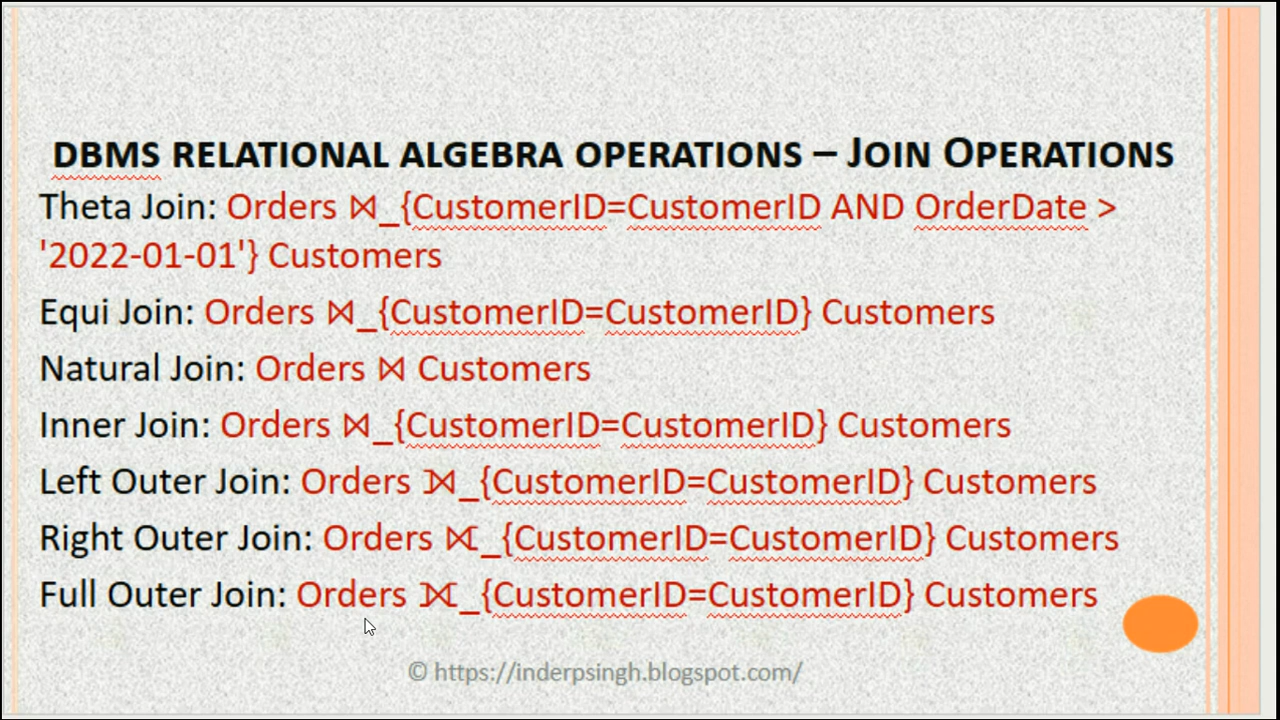 DBMS RELATIONAL ALGEBRA OPERATIONS – JOIN OPERATIONS
Theta Join: Orders ⋈_{CustomerID=CustomerID AND OrderDate >
'2022-01-01'} Customers
Equi Join: Orders ⋈_{CustomerID=CustomerID} Customers
Natural Join: Orders ⋈ Customers
Inner Join: Orders ⋈_{CustomerID=CustomerID} Customers
Left Outer Join: Orders ⟕_{CustomerID=CustomerID} Customers
Right Outer Join: Orders ⟖_{CustomerID=CustomerID} Customers
Full Outer Join: Orders ⟗_{CustomerID=CustomerID} Customers
© https://inderpsingh.blogspot.com/